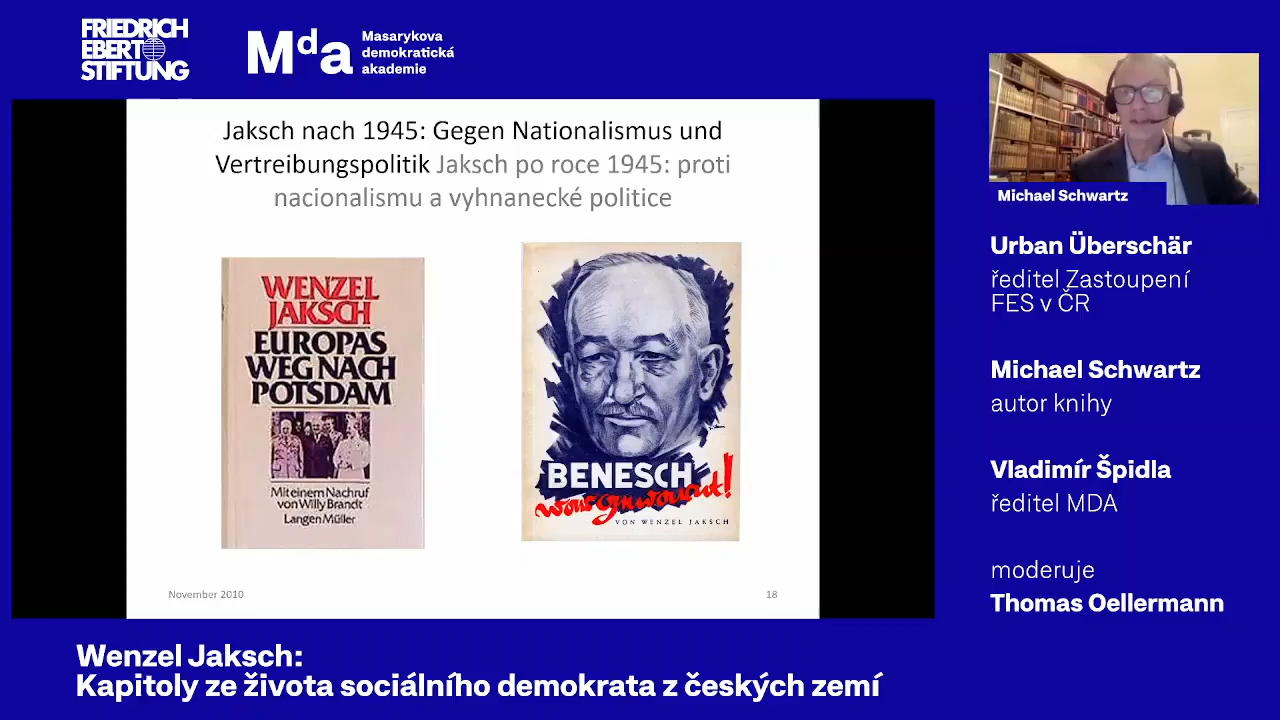 FRIEDRICH
EBERT
STIFTUNG
Mda
Masarykova
demokratická
akademie
Jaksch nach 1945: Gegen Nationalismus und
Vertreibungspolitik Jaksch po roce 1945: proti
nacionalismu a vyhnanecké politice
WENZEL
JAKSCH
EUROPAS
WEG NACH
POTSDAM
Mit einem Nachruf
von Willy Brandt
Langen Müller
BENESCH
war gewarnt!
VON WENZEL JAKSCH
November 2010
18
Michael Schwartz
Urban Überschär
ředitel Zastoupení
FES v ČR
Michael Schwartz
autor knihy
Vladimír Špidla
ředitel MDA
moderuje
Thomas Oellermann
Wenzel Jaksch:
Kapitoly ze života sociálního demokrata z českých zemí